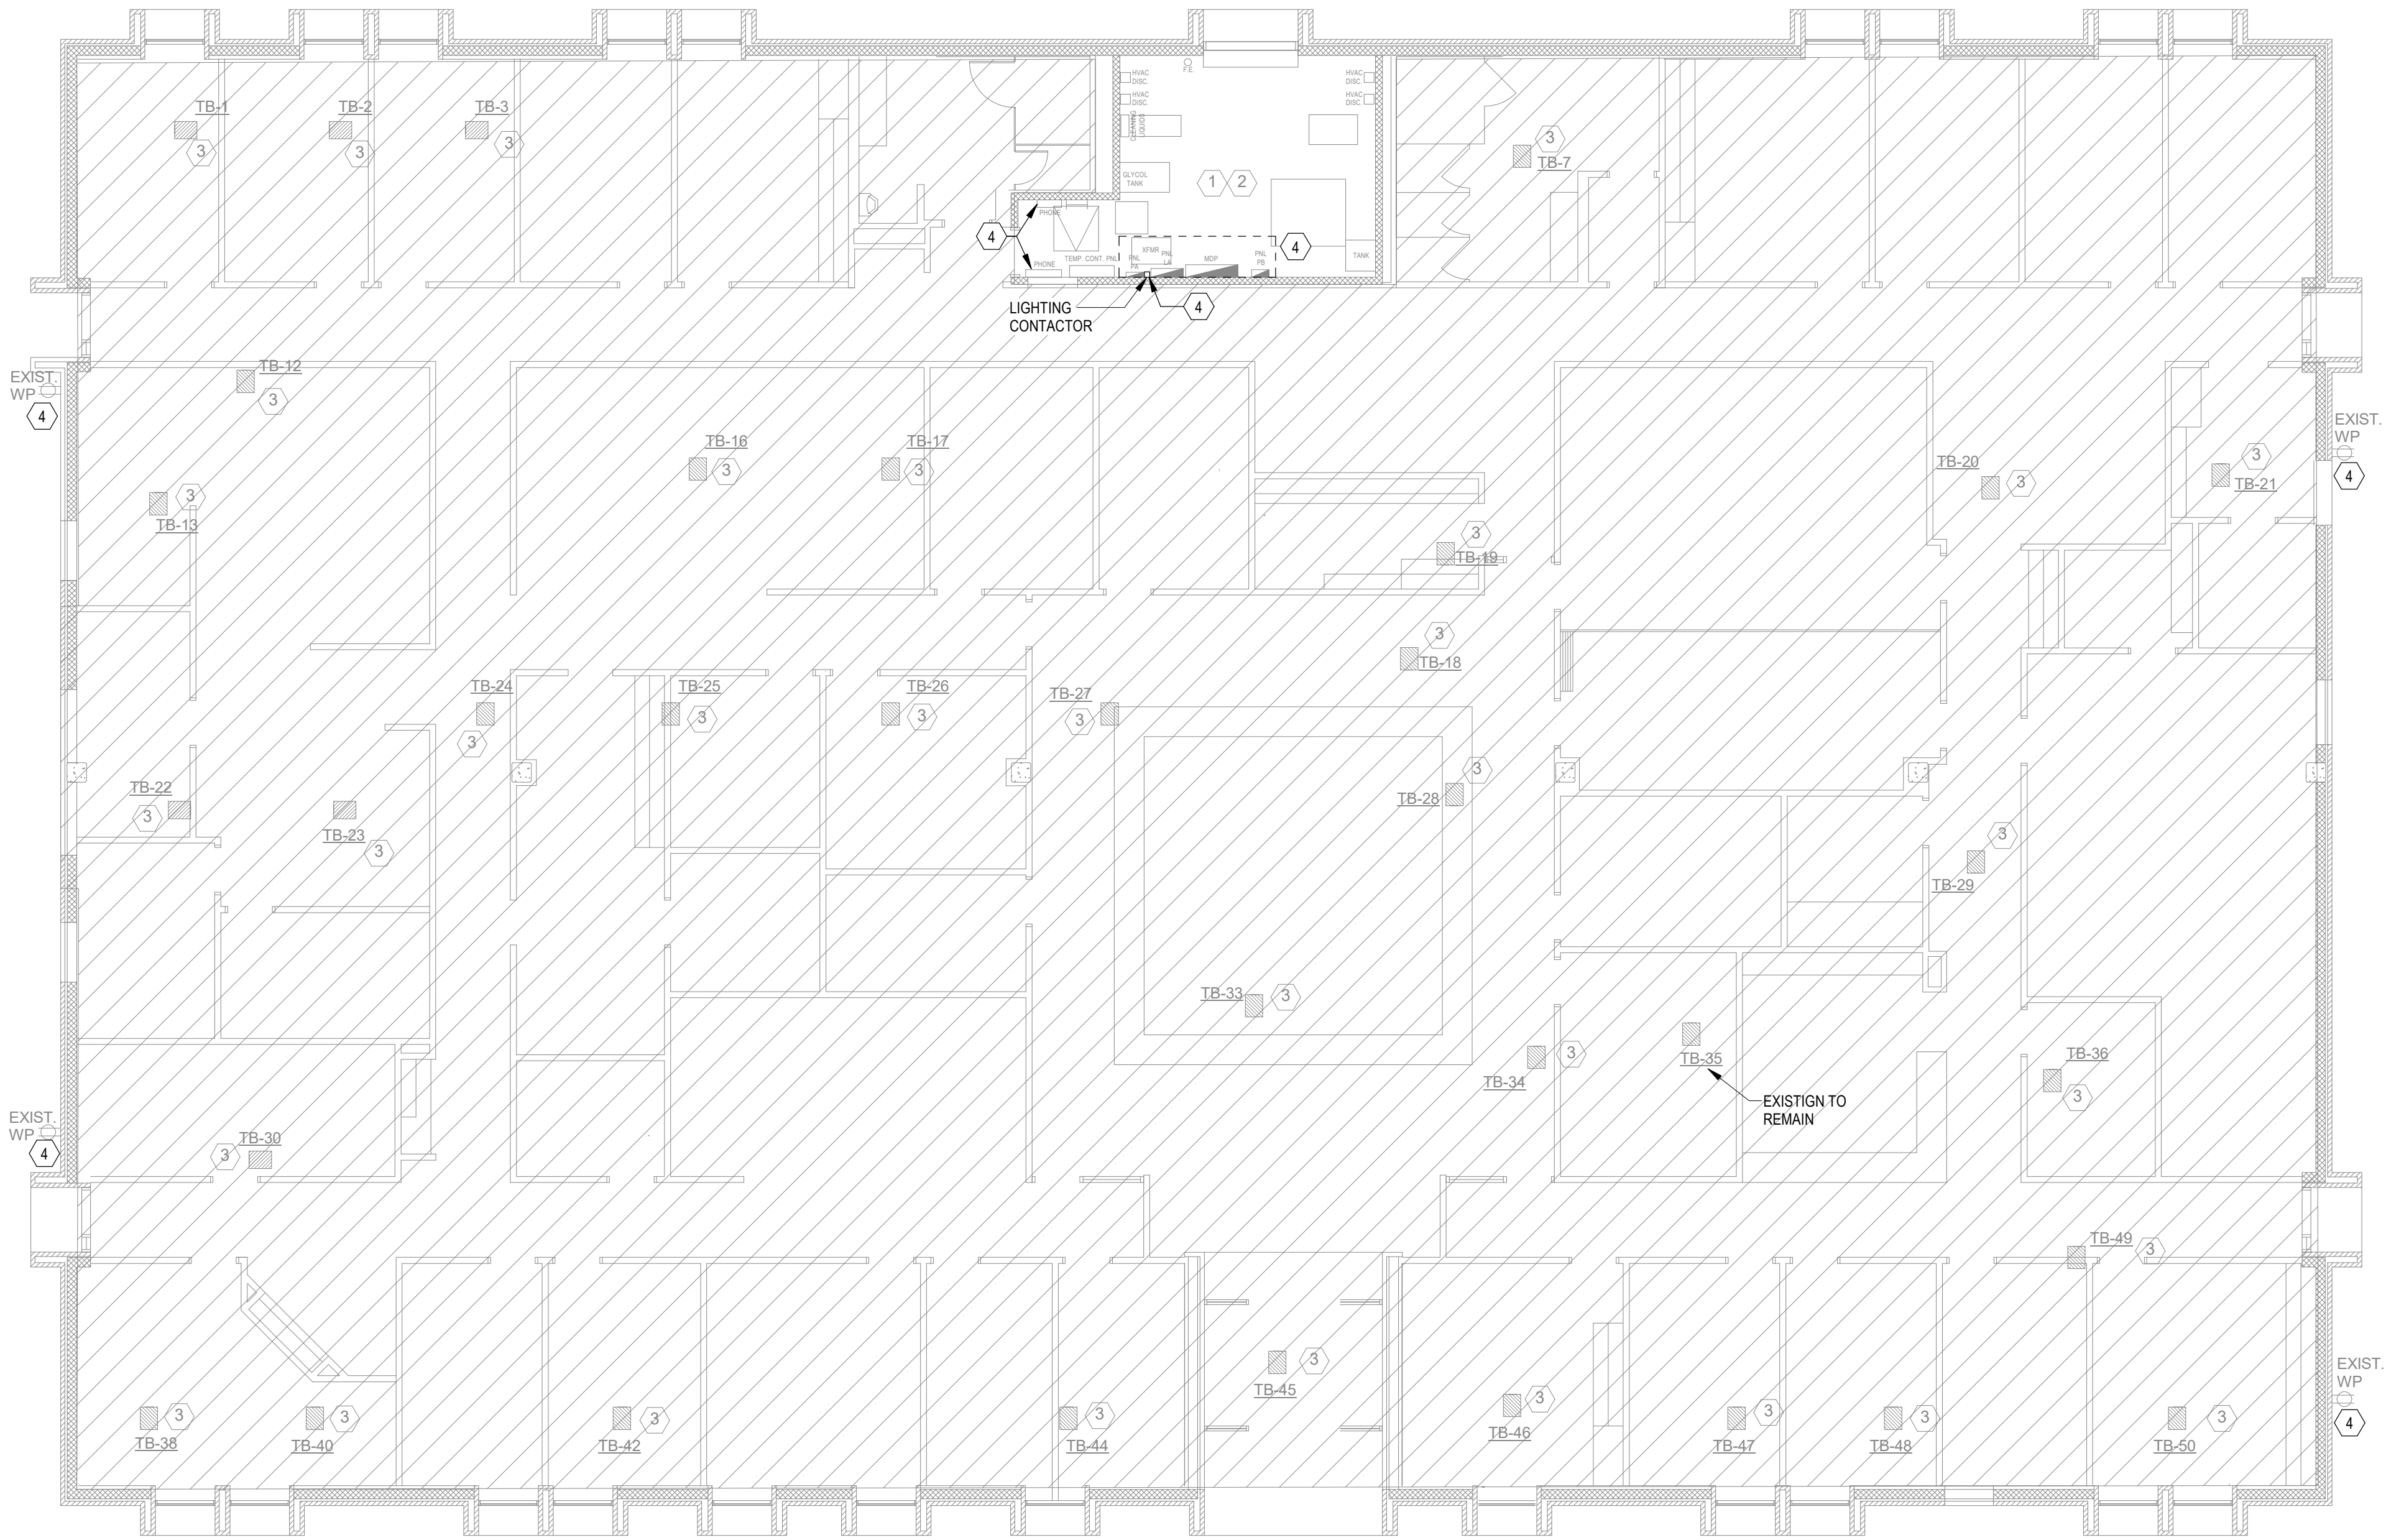 F.E.
HVAC
DISC.
HVAC
DISC.
HVAC
DISC.
HVAC
DISC.
TB-1
TB-2
TB-3
3
3
3
CLEANING
LIQUIDS
3
TB-7
GLYCOL
TANK
1
2
PHONE
4
4
XFMR
PHONE
TEMP. CONT. PNL
PNL
PA
PNL
LA
MDP
PNL
PB
TANK
LIGHTING
CONTACTOR
4
TB-12
3
EXIST.
WP
4
EXIST.
WP
4
TB-16
3
TB-17
3
TB-20
3
3
TB-21
3
TB-13
3
TB-19
3
TB-18
TB-24
3
TB-25
3
TB-26
3
TB-27
3
3
TB-28
TB-22
3
TB-23
3
3
TB-29
TB-33
3
TB-34
3
TB-35
EXISTIGN TO
REMAIN
TB-36
3
EXIST.
WP
4
TB-30
3
TB-49
3
3
TB-38
3
TB-40
3
TB-42
3
TB-44
3
TB-45
3
TB-46
3
TB-47
3
TB-48
3
TB-50
EXIST.
WP
4